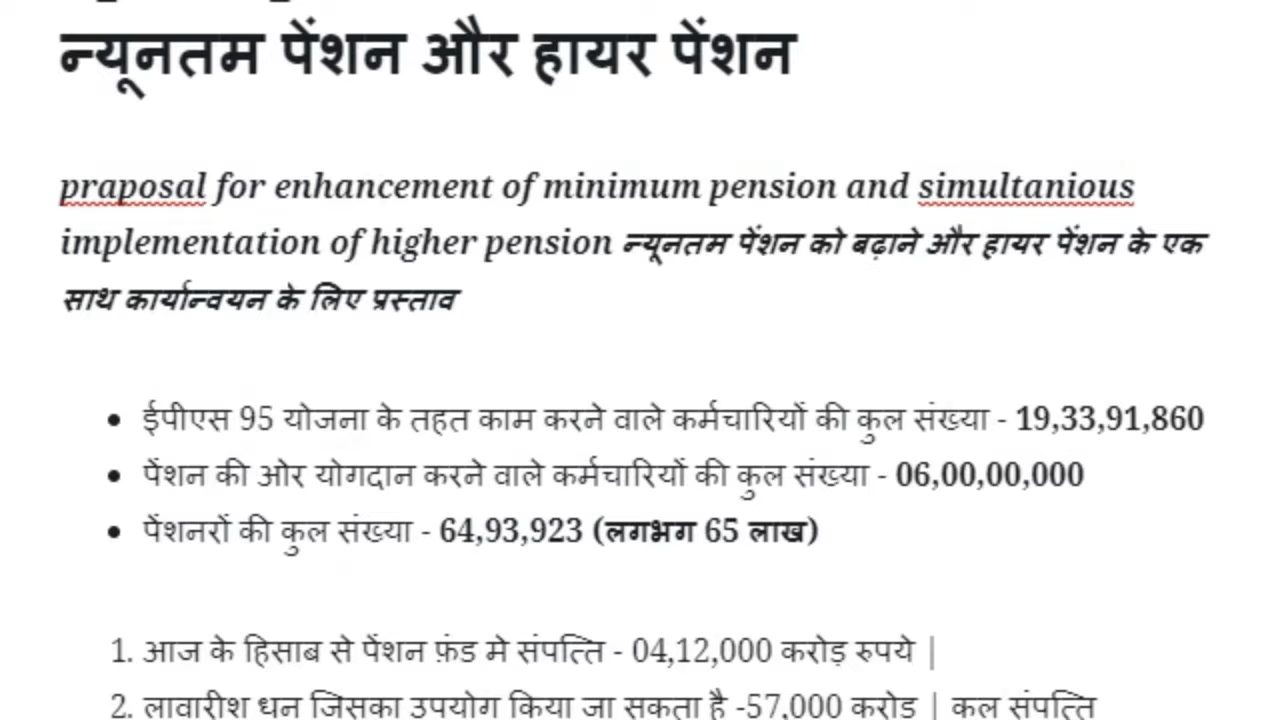 न्यूनतम पेंशन और हायर पेंशन
praposal for enhancement of minimum pension and simultanious
implementation of higher pension न्यूनतम पेंशन को बढ़ाने और हायर पेंशन के एक
साथ कार्यान्वयन के लिए प्रस्ताव
• ईपीएस 95 योजना के तहत काम करने वाले कर्मचारियों की कुल संख्या - 19,33,91,860
• पेंशन की ओर योगदान करने वाले कर्मचारियों की कुल संख्या - 06,00,00,000
• पेंशनरों की कुल संख्या - 64,93,923 (लगभग 65 लाख)
1. आज के हिसाब से पेंशन फ़ंड मे संपत्ति - 04,12,000 करोड़ रुपये |
2. लावारीश धन जिसका उपयोग किया जा सकता है -57,000 करोड़ | कुल संपत्ति